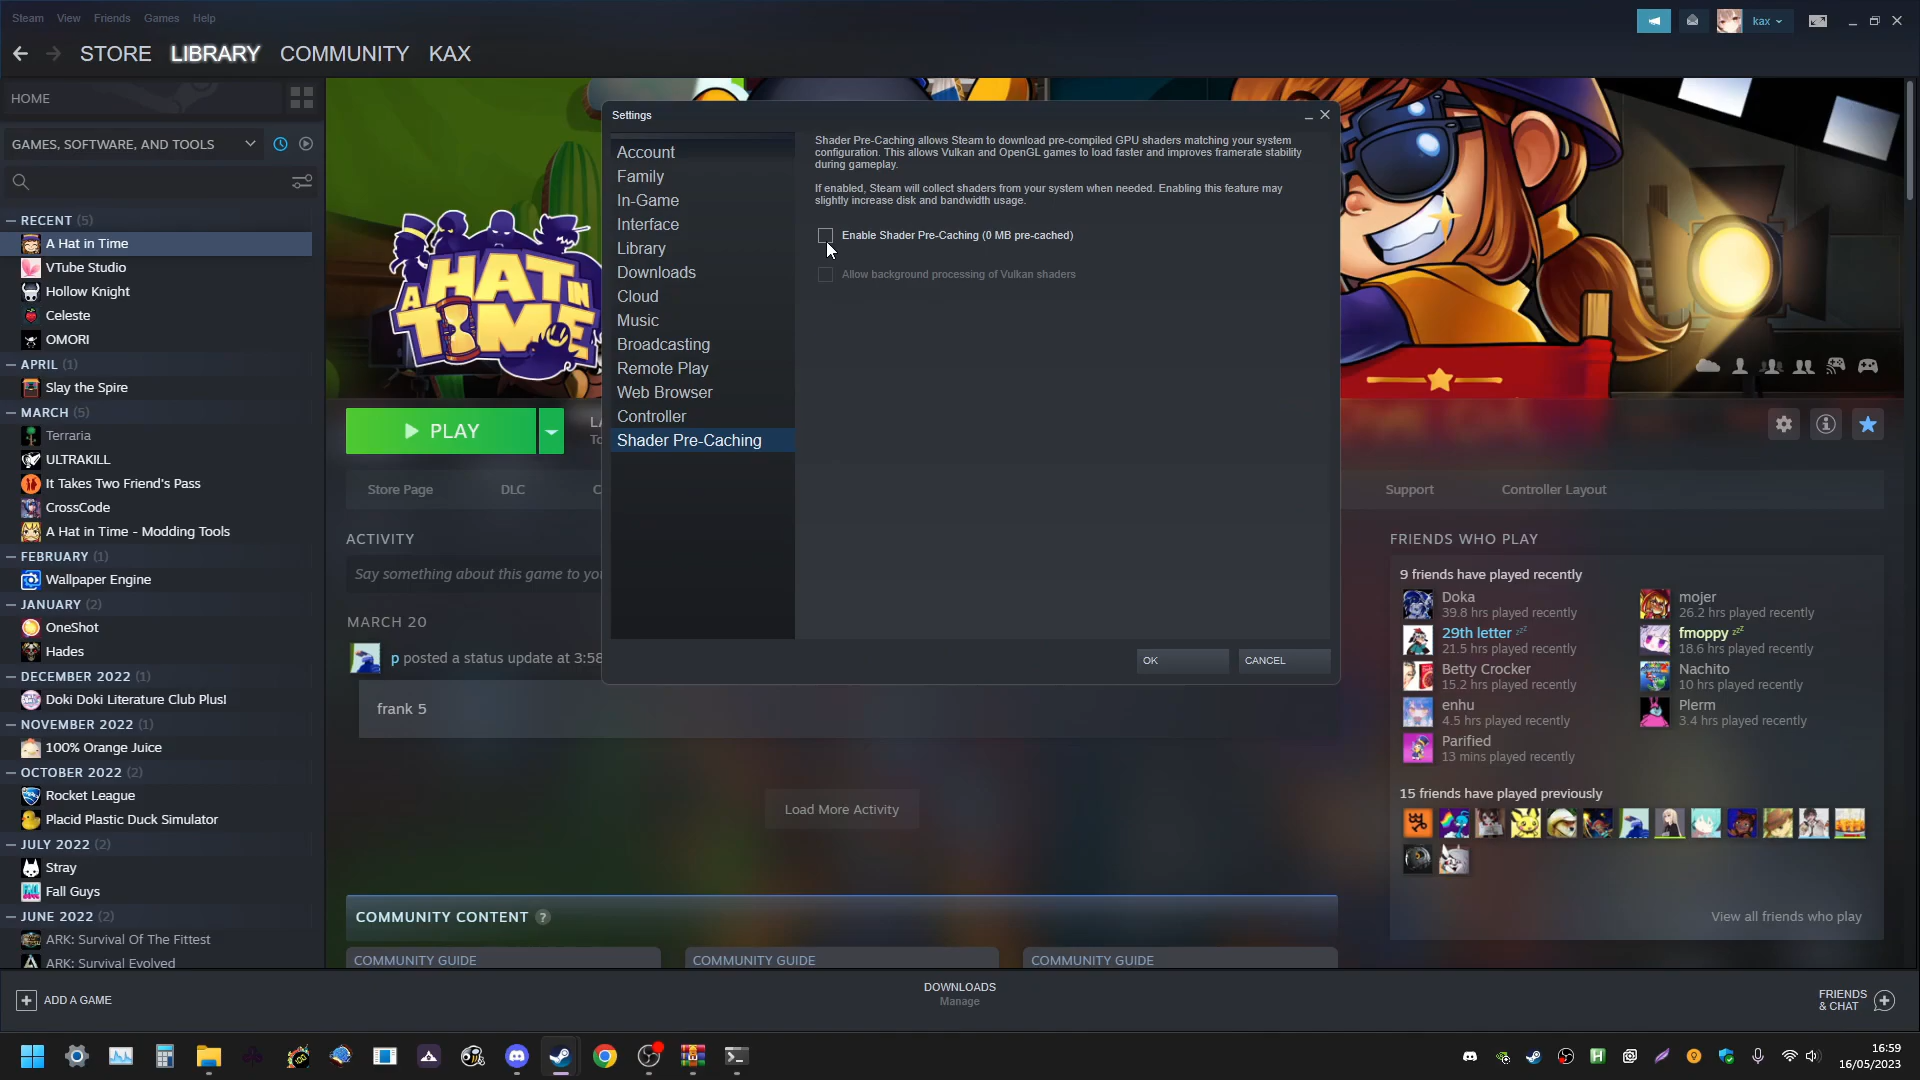 Steam View Friends Games Help
kax
STORE LIBRARY COMMUNITY KAX
HOME
GAMES, SOFTWARE, AND TOOLS
RECENT (5)
A Hat in Time
VTube Studio
Hollow Knight
Celeste
OMORI
APRIL (1)
Slay the Spire
MARCH (5)
Terraria
ULTRAKILL
It Takes Two Friend's Pass
CrossCode
A Hat in Time - Modding Tools
FEBRUARY (1)
Wallpaper Engine
JANUARY (2)
OneShot
Hades
DECEMBER 2022 (1)
Doki Doki Literature Club Plus!
NOVEMBER 2022 (1)
100% Orange Juice
OCTOBER 2022 (2)
Rocket League
Placid Plastic Duck Simulator
JULY 2022 (2)
Stray
Fall Guys
JUNE 2022 (2)
ARK: Survival Of The Fittest
ARK: Survival Evolved
A HAT IN TIME
PLAY
Store Page DLC
Support Controller Layout
ACTIVITY
Say something about this game to
MARCH 20
p posted a status update at 3:58
frank 5
Load More Activity
COMMUNITY CONTENT ?
COMMUNITY GUIDE COMMUNITY GUIDE COMMUNITY GUIDE
Settings
Account
Family
In-Game
Interface
Library
Downloads
Cloud
Music
Broadcasting
Remote Play
Web Browser
Controller
Shader Pre-Caching
Shader Pre-Caching allows Steam to download pre-compiled GPU shaders matching your system
configuration. This allows Vulkan and OpenGL games to load faster and improves framerate stability
during gameplay.
If enabled, Steam will collect shaders from your system when needed. Enabling this feature may
slightly increase disk and bandwidth usage.
Enable Shader Pre-Caching (0 MB pre-cached)
Allow background processing of Vulkan shaders
OK CANCEL
FRIENDS WHO PLAY
9 friends have played recently
Doka
39.8 hrs played recently
mojer
26.2 hrs played recently
29th letter zzz
21.5 hrs played recently
fmoppy zzz
18.6 hrs played recently
Betty Crocker
15.2 hrs played recently
Nachito
10 hrs played recently
enhu
4.5 hrs played recently
Plerm
3.4 hrs played recently
Parified
13 mins played recently
15 friends have played previously
View all friends who play
ADD A GAME
DOWNLOADS
Manage
FRIENDS
& CHAT
16:59
16/05/2023